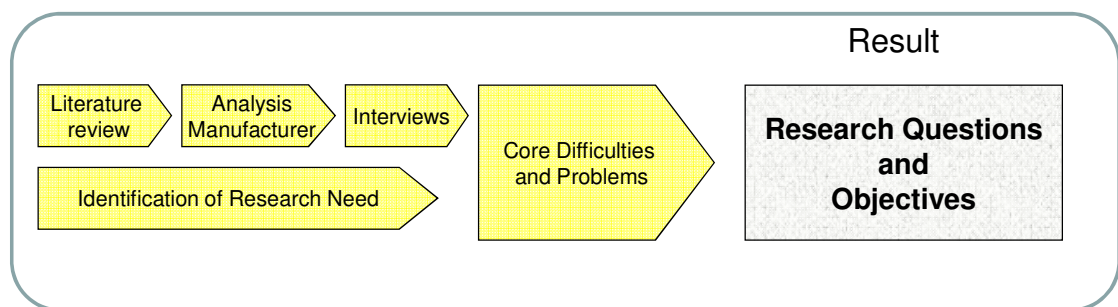 Result
Literature
review
Analysis
Manufacturer
Interviews
Identification of Research Need
Core Difficulties
and Problems
Research Questions
and
Objectives